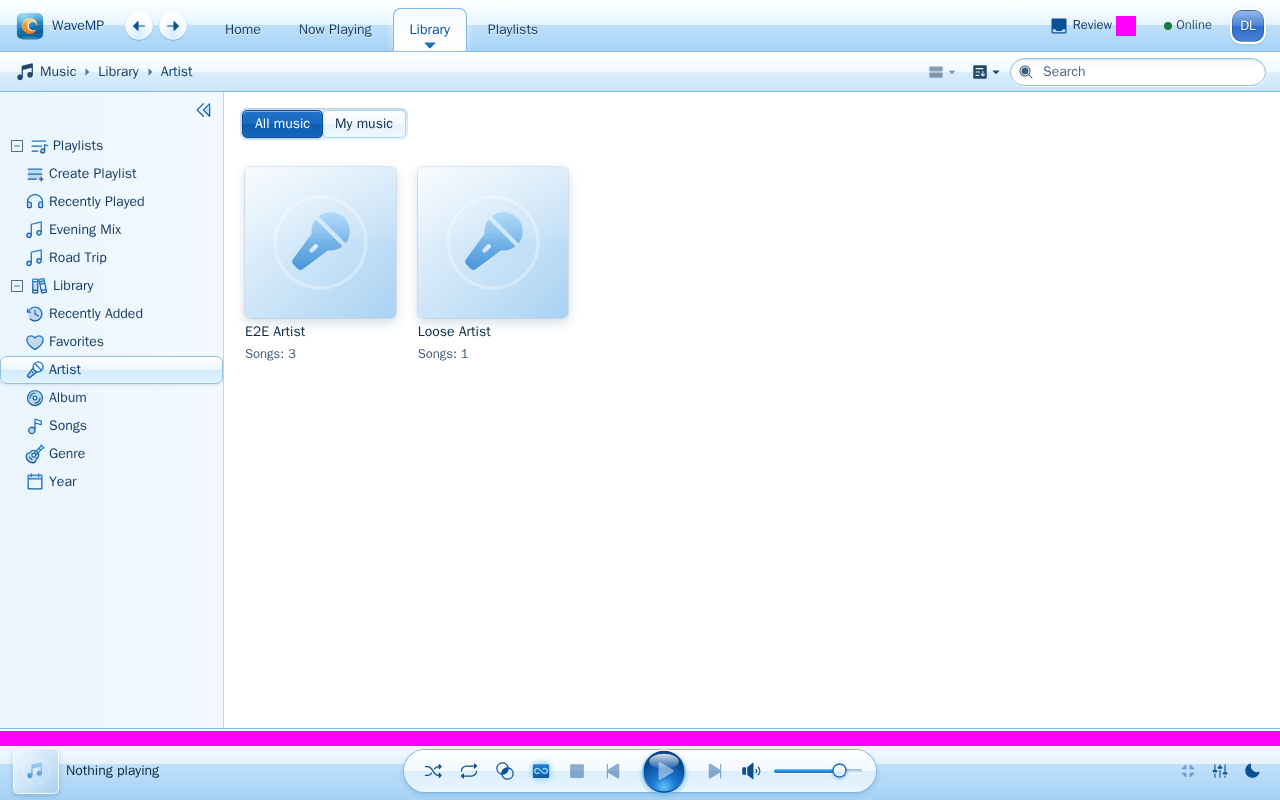 WaveMP
Home
Now Playing
Library
Playlists
Review
Online
DL
Music
Library
Artist
Search
Playlists
Create Playlist
Recently Played
Evening Mix
Road Trip
Library
Recently Added
Favorites
Artist
Album
Songs
Genre
Year
All music
My music
E2E Artist
Songs: 3
Loose Artist
Songs: 1
Nothing playing